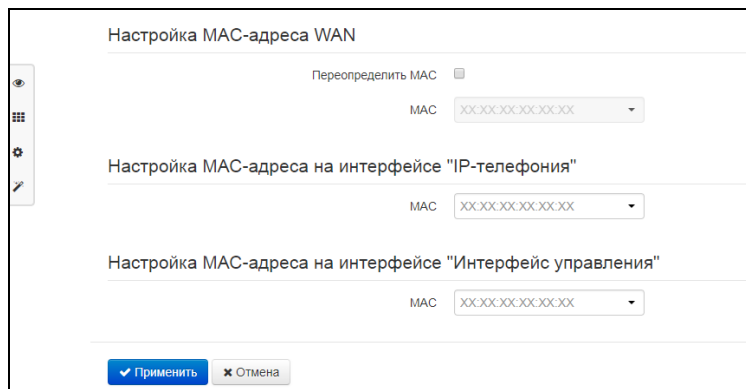 Настройка MAC-адреса WAN
Переопределить MAC
MAC XX:XX:XX:XX:XX:XX
Настройка MAC-адреса на интерфейсе "IP-телефония"
MAC XX:XX:XX:XX:XX:XX
Настройка MAC-адреса на интерфейсе "Интерфейс управления"
MAC XX:XX:XX:XX:XX:XX
Применить Отмена